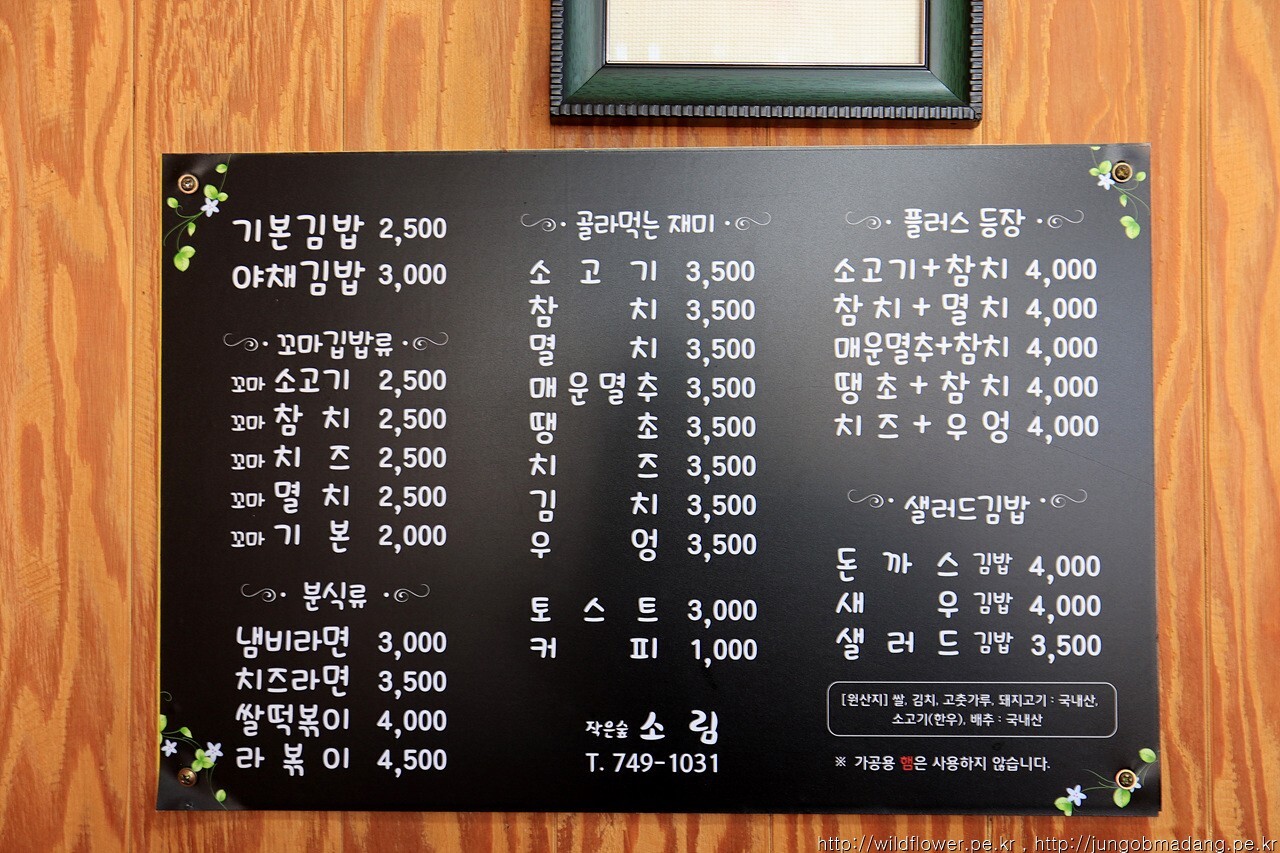 기본김밥 2,500
야채김밥 3,000
꼬마김밥류
꼬마 소고기 2,500
꼬마 참치 2,500
꼬마 치즈 2,500
꼬마 멸치 2,500
꼬마 기본 2,000
분식류
냄비라면 3,000
치즈라면 3,500
쌀떡볶이 4,000
라볶이 4,500
골라먹는 재미
소고기 3,500
참치 3,500
멸치 3,500
매운멸추 3,500
땡초 3,500
치즈 3,500
김치 3,500
우엉 3,500
토스트 3,000
커피 1,000
작은숲 소림
T. 749-1031
플러스 등장
소고기+참치 4,000
참치+멸치 4,000
매운멸추+참치 4,000
땡초+참치 4,000
치즈+우엉 4,000
샐러드김밥
돈까스 김밥 4,000
새우 김밥 4,000
샐러드 김밥 3,500
[원산지] 쌀, 김치, 고춧가루, 돼지고기 : 국내산,
소고기(한우), 배추 : 국내산
※ 가공용 햄은 사용하지 않습니다.
http://wildflower.pe.kr , http://jungobmadang.pe.kr